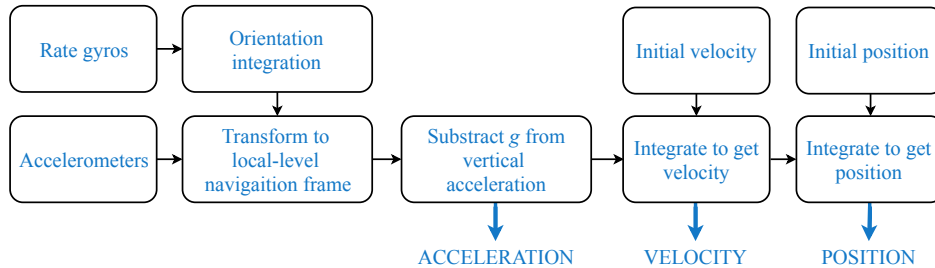 Rate gyros
Orientation
integration
Initial velocity
Initial position
Accelerometers
Transform to
local-level
navigaition frame
Substract g from
vertical
acceleration
Integrate to get
velocity
Integrate to get
position
ACCELERATION
VELOCITY
POSITION